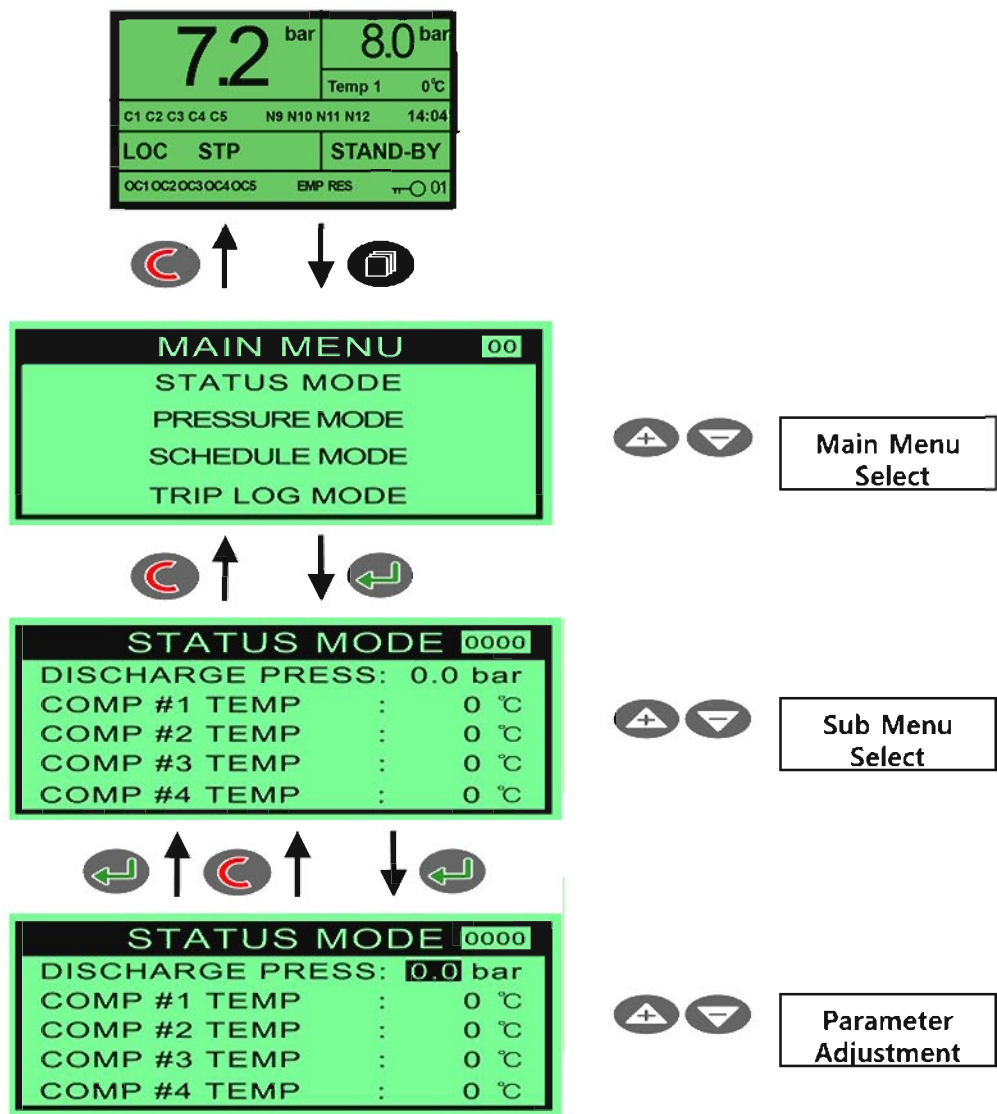 7.2 bar 8.0 bar
Temp 1 0°C
C1 C2 C3 C4 C5 N9 N10 N11 N12 14:04
LOC STP STAND-BY
OC1 OC2 OC3 OC4 OC5 EMP RES 01
MAIN MENU 00
STATUS MODE
PRESSURE MODE
SCHEDULE MODE
TRIP LOG MODE
+ −
Main Menu
Select
STATUS MODE 0000
DISCHARGE PRESS: 0.0 bar
COMP #1 TEMP : 0 °C
COMP #2 TEMP : 0 °C
COMP #3 TEMP : 0 °C
COMP #4 TEMP : 0 °C
+ −
Sub Menu
Select
STATUS MODE 0000
DISCHARGE PRESS: 0.0 bar
COMP #1 TEMP : 0 °C
COMP #2 TEMP : 0 °C
COMP #3 TEMP : 0 °C
COMP #4 TEMP : 0 °C
+ −
Parameter
Adjustment